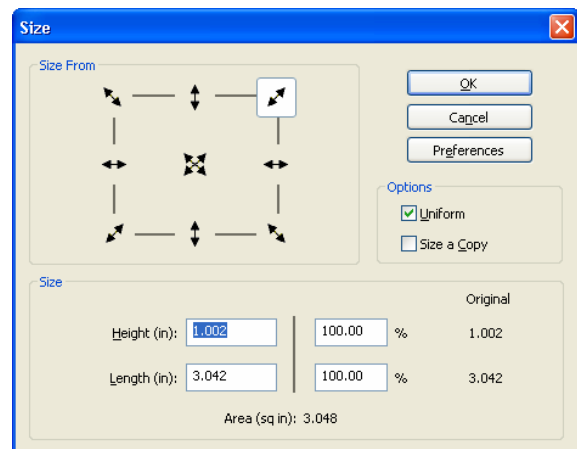 Size
Size From
OK
Cancel
Preferences
Options
Uniform
Size a Copy
Size
Original
Height (in): 1.002 100.00 % 1.002
Length (in): 3.042 100.00 % 3.042
Area (sq in): 3.048